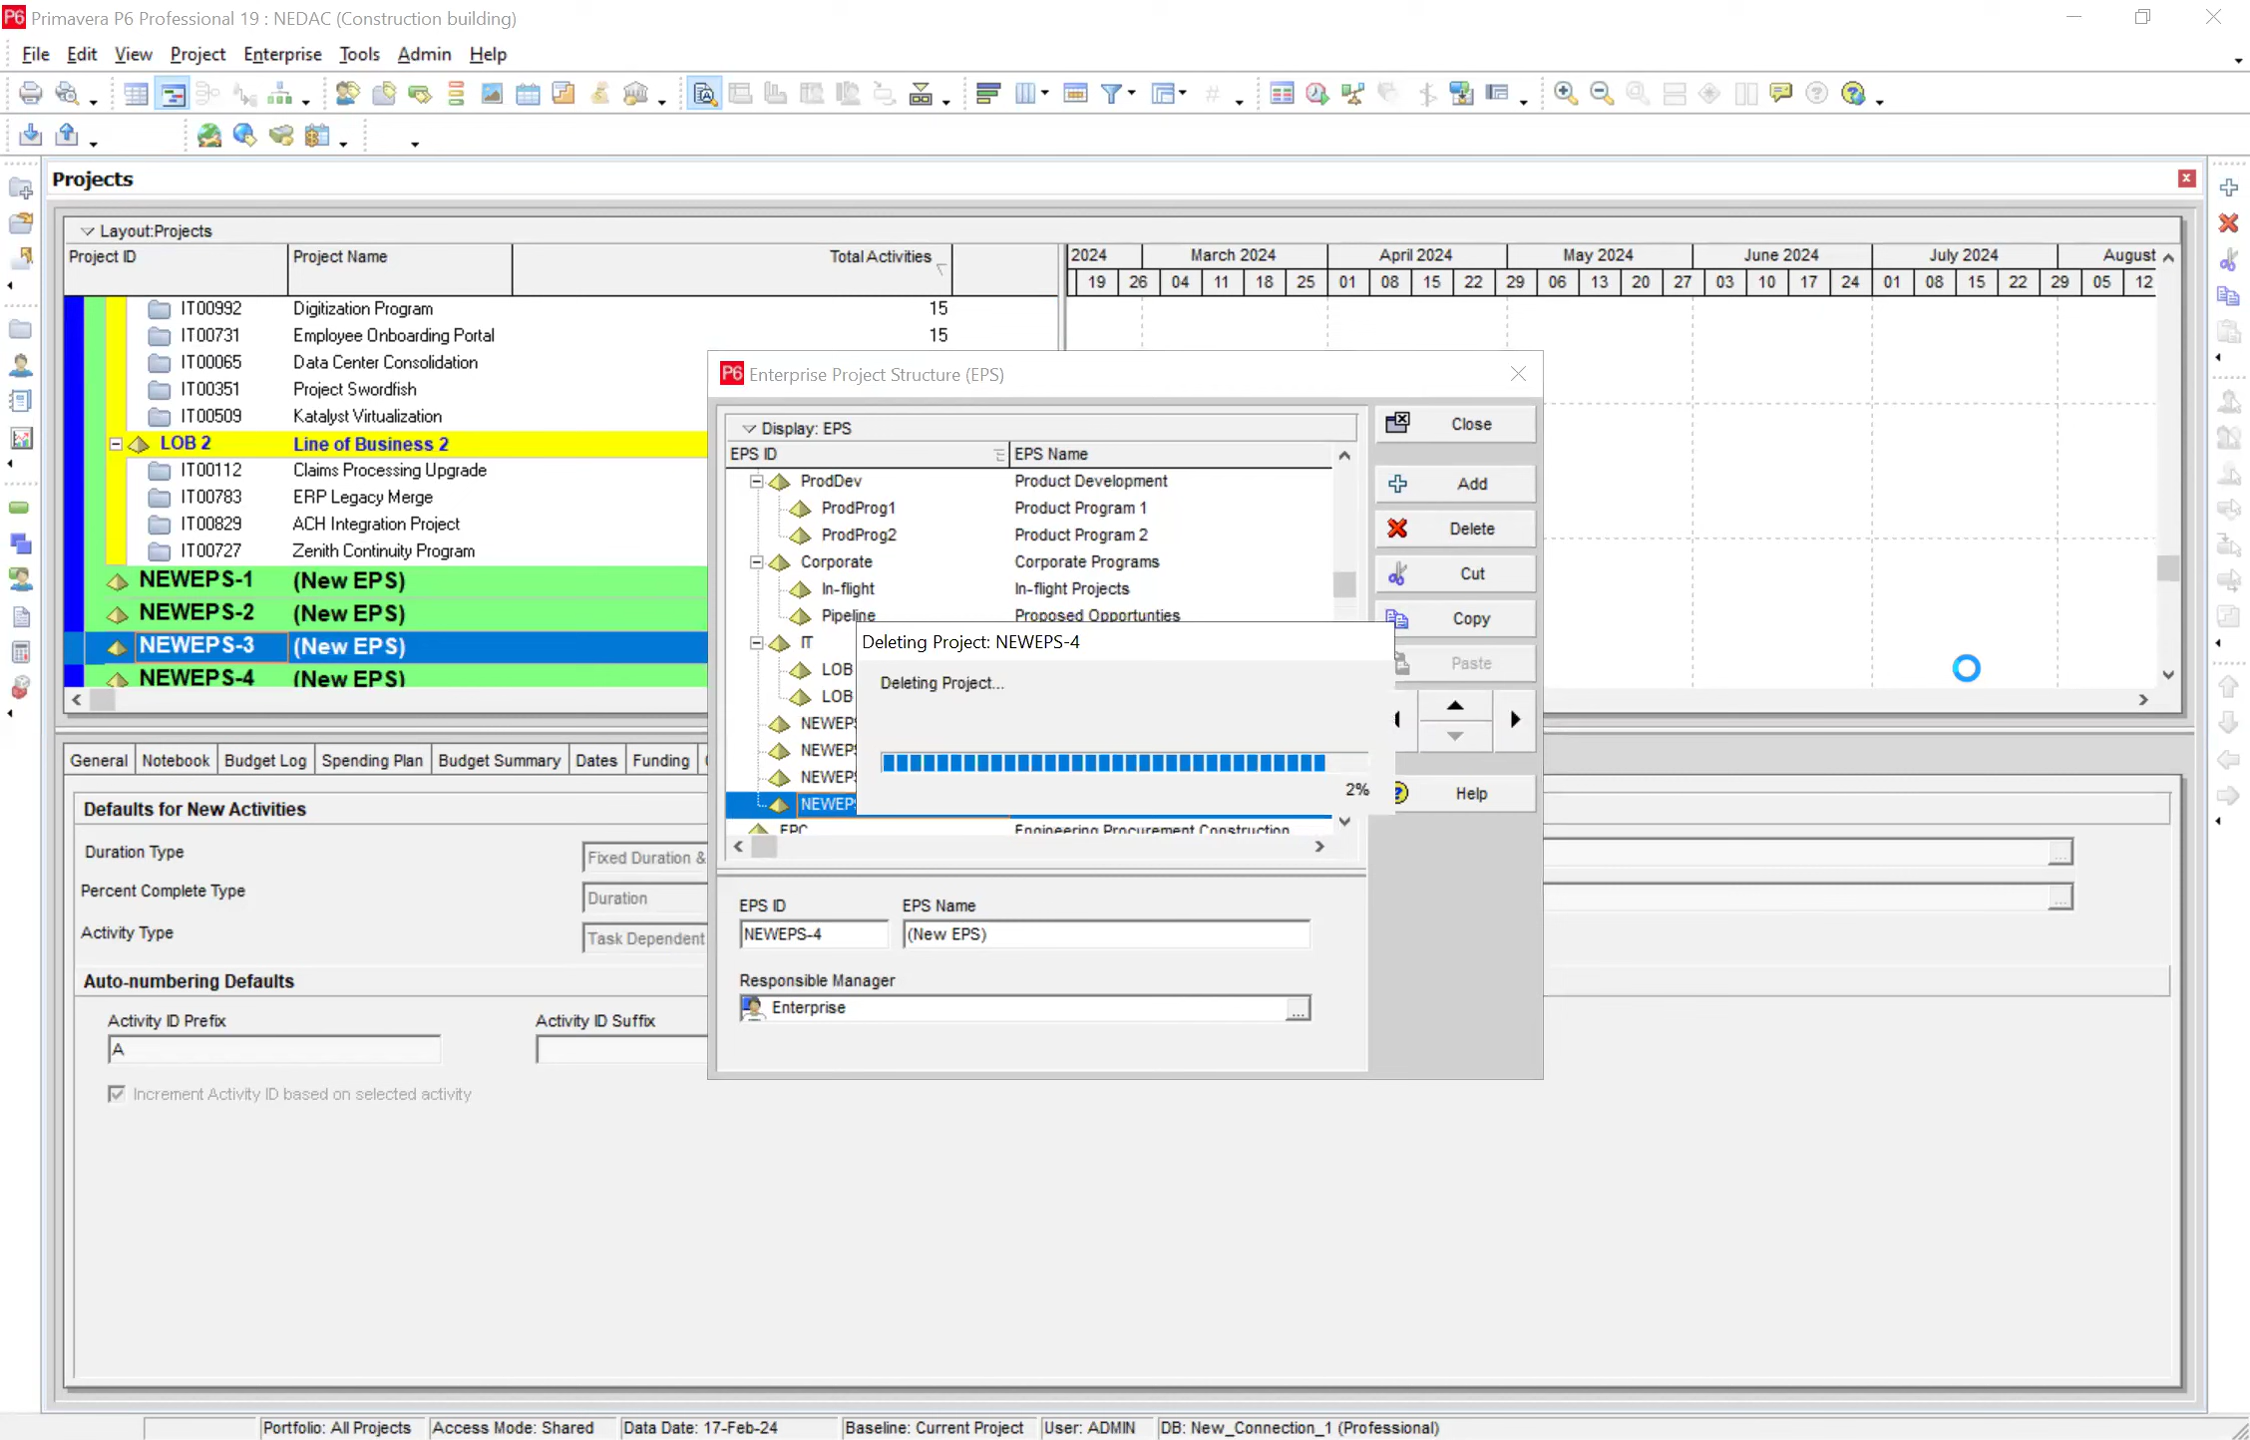 Primavera P6 Professional 19 : NEDAC (Construction building)
File Edit View Project Enterprise Tools Admin Help
Projects
Layout:Projects
Project ID Project Name Total Activities
2024 March 2024 April 2024 May 2024 June 2024 July 2024 August
19 26 04 11 18 25 01 08 15 22 29 06 13 20 27 03 10 17 24 01 08 15 22 29 05 12
IT00992 Digitization Program 15
IT00731 Employee Onboarding Portal 15
IT00065 Data Center Consolidation
IT00351 Project Swordfish
IT00509 Katalyst Virtualization
LOB 2 Line of Business 2
IT00112 Claims Processing Upgrade
IT00783 ERP Legacy Merge
IT00829 ACH Integration Project
IT00727 Zenith Continuity Program
NEWEPS-1 (New EPS)
NEWEPS-2 (New EPS)
NEWEPS-3 (New EPS)
NEWEPS-4 (New EPS)
P6 Enterprise Project Structure (EPS)
Display: EPS
EPS ID EPS Name
ProdDev Product Development
ProdProg1 Product Program 1
ProdProg2 Product Program 2
Corporate Corporate Programs
In-flight In-flight Projects
Pipeline Proposed Opportunties
IT
LOB
LOB
NEWEPS
NEWEPS
NEWEPS
NEWEPS
EPC Engineering Procurement Construction
Close
Add
Delete
Cut
Copy
Paste
Help
Deleting Project: NEWEPS-4
Deleting Project...
2%
EPS ID EPS Name
NEWEPS-4 (New EPS)
Responsible Manager
Enterprise
General Notebook Budget Log Spending Plan Budget Summary Dates Funding
Defaults for New Activities
Duration Type Fixed Duration &
Percent Complete Type Duration
Activity Type Task Dependent
Auto-numbering Defaults
Activity ID Prefix Activity ID Suffix
A
Increment Activity ID based on selected activity
Portfolio: All Projects Access Mode: Shared Data Date: 17-Feb-24 Baseline: Current Project User: ADMIN DB: New_Connection_1 (Professional)